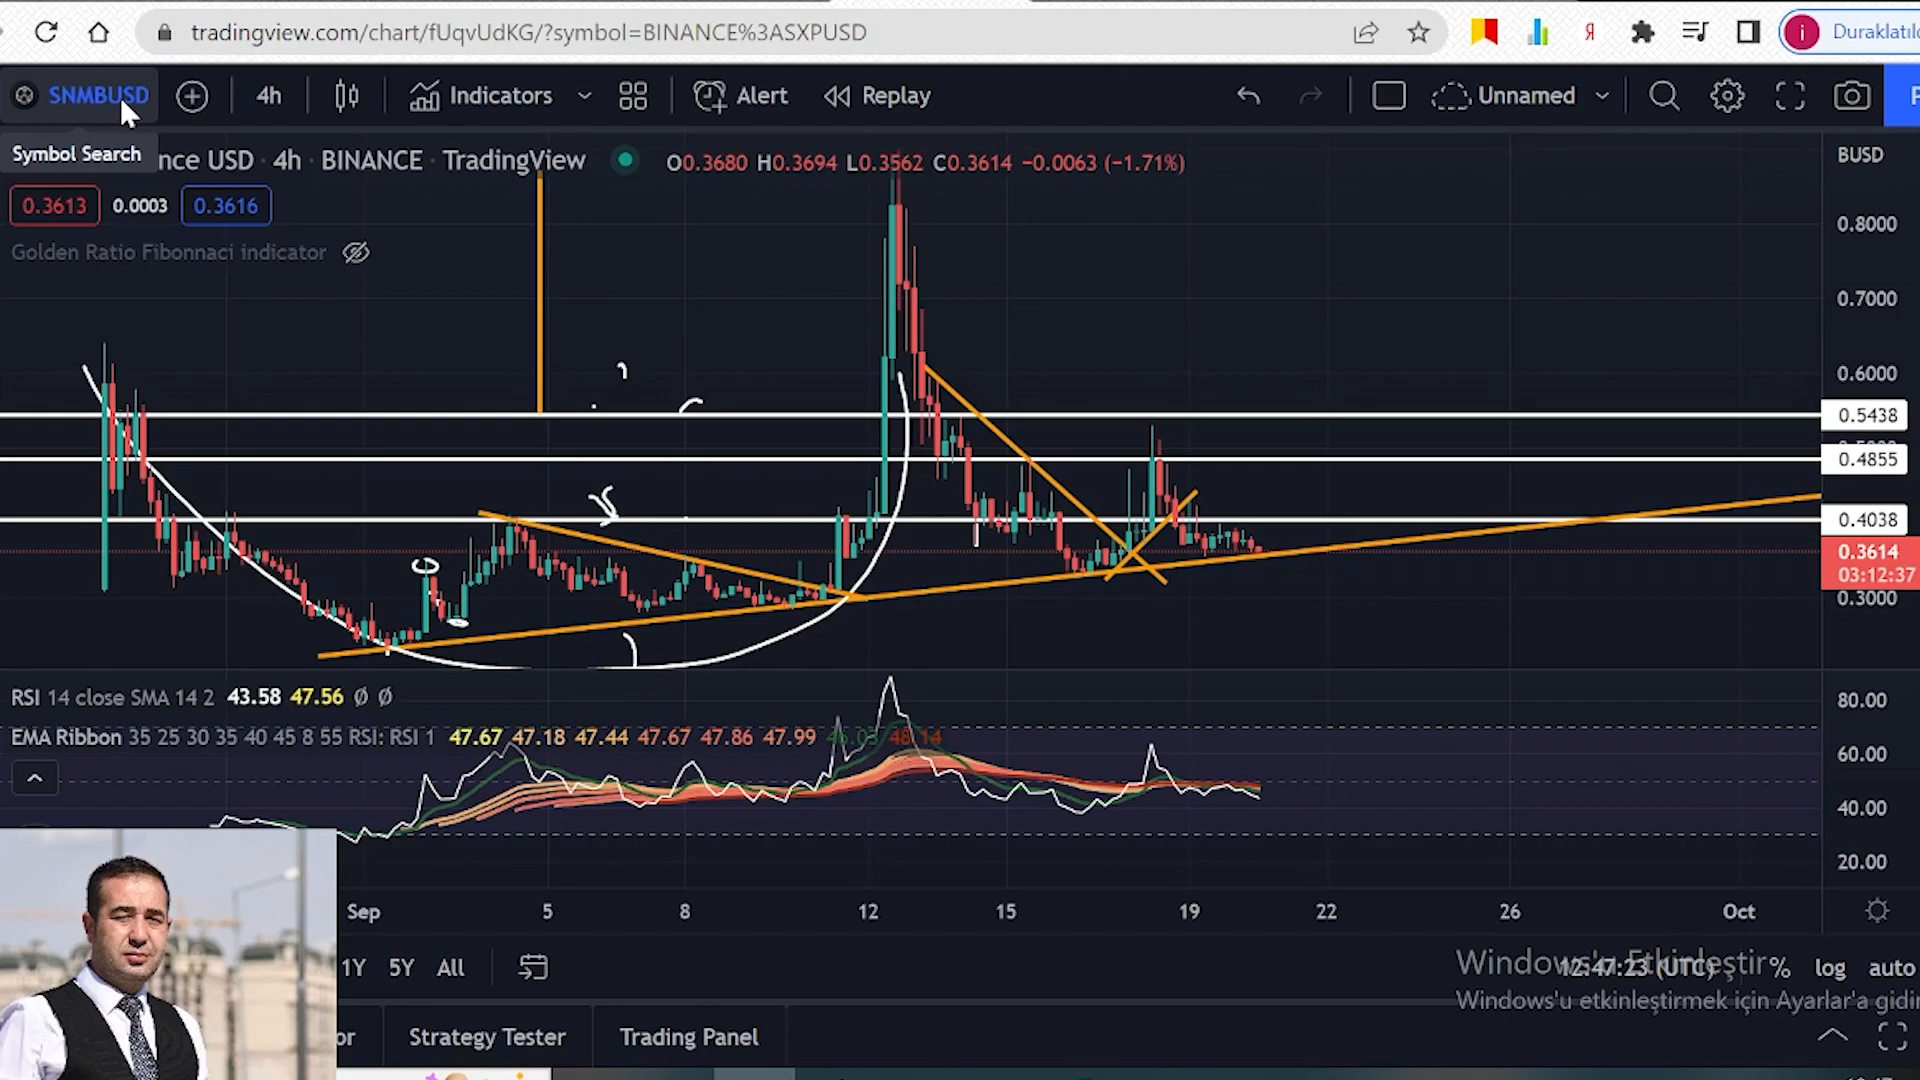 tradingview.com/chart/fUqvUdKG/?symbol=BINANCE%3ASXPUSD
Duraklatıld
SNMBUSD 4h Indicators Alert Replay Unnamed P
Symbol Search
nce USD · 4h · BINANCE · TradingView O0.3680 H0.3694 L0.3562 C0.3614 −0.0063 (−1.71%)
BUSD
0.3613 0.0003 0.3616
Golden Ratio Fibonnaci indicator
0.8000
0.7000
0.6000
0.5438
0.4855
0.4038
0.3614
03:12:37
0.3000
RSI 14 close SMA 14 2 43.58 47.56 Ø Ø
80.00
EMA Ribbon 35 25 30 35 40 45 8 55 RSI: RSI 1 47.67 47.18 47.44 47.67 47.86 47.99 48.14
60.00
40.00
20.00
Sep 5 8 12 15 19 22 26 Oct
1Y 5Y All
12:47:23 (UTC) % log auto
Windows'u Etkinleştir
Windows'u etkinleştirmek için Ayarlar'a gidi
or Strategy Tester Trading Panel